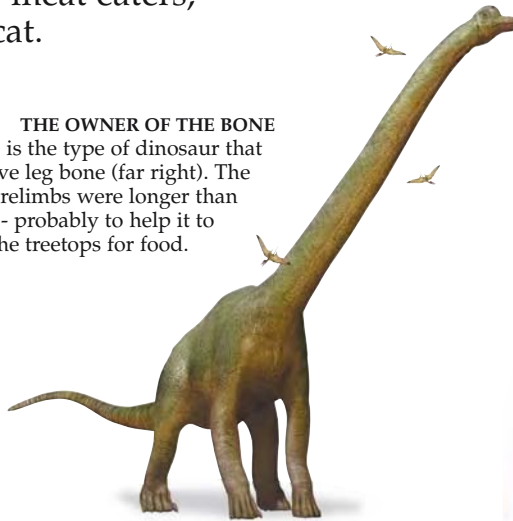 meat eaters,
cat.
THE OWNER OF THE BONE
is the type of dinosaur that
ve leg bone (far right). The
relimbs were longer than
- probably to help it to
he treetops for food.